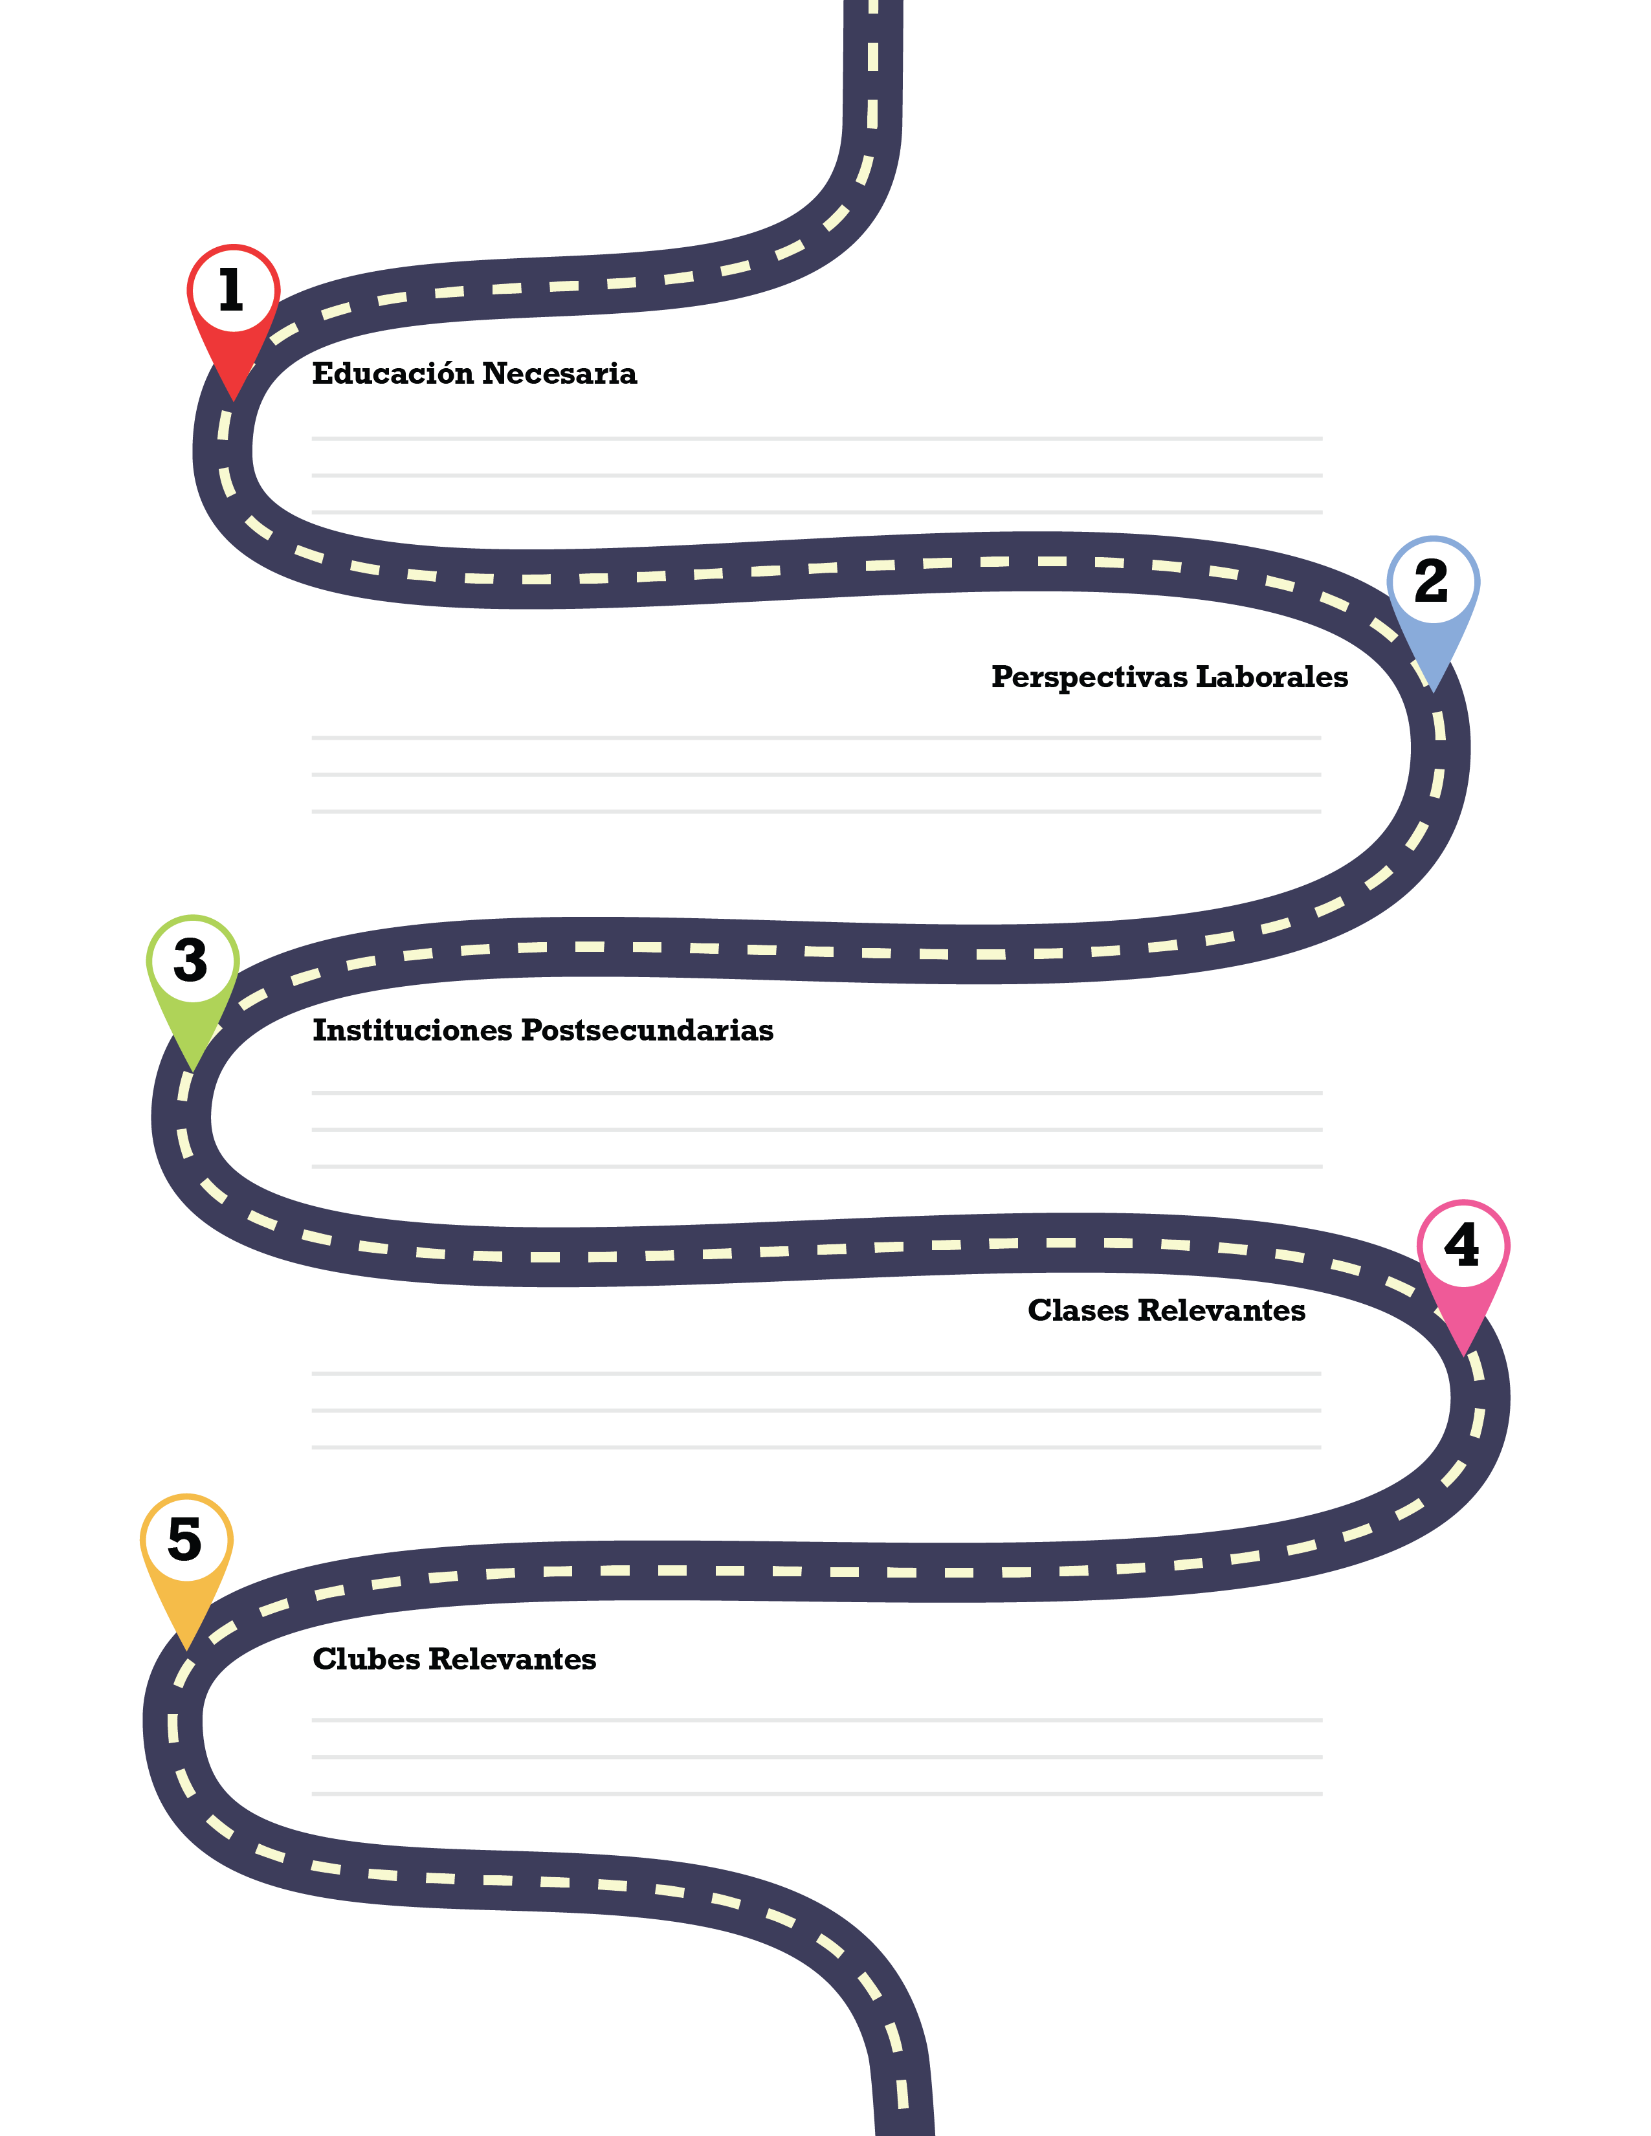 1
Educación Necesaria
2
Perspectivas Laborales
3
Instituciones Postsecundarias
4
Clases Relevantes
5
Clubes Relevantes